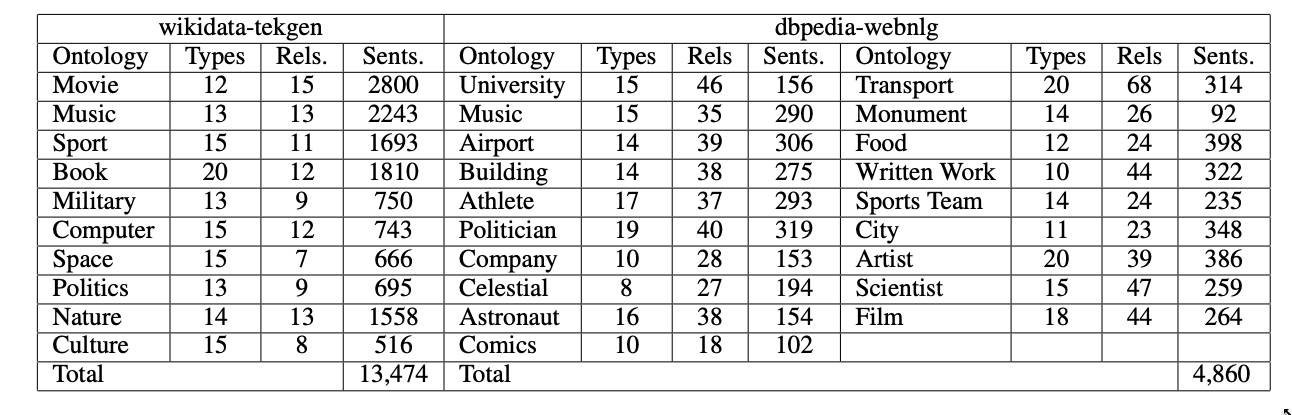 wikidata-tekgen dbpedia-webnlg
Ontology Types Rels. Sents. Ontology Types Rels Sents. Ontology Types Rels Sents.
Movie 12 15 2800 University 15 46 156 Transport 20 68 314
Music 13 13 2243 Music 15 35 290 Monument 14 26 92
Sport 15 11 1693 Airport 14 39 306 Food 12 24 398
Book 20 12 1810 Building 14 38 275 Written Work 10 44 322
Military 13 9 750 Athlete 17 37 293 Sports Team 14 24 235
Computer 15 12 743 Politician 19 40 319 City 11 23 348
Space 15 7 666 Company 10 28 153 Artist 20 39 386
Politics 13 9 695 Celestial 8 27 194 Scientist 15 47 259
Nature 14 13 1558 Astronaut 16 38 154 Film 18 44 264
Culture 15 8 516 Comics 10 18 102
Total 13,474 Total 4,860